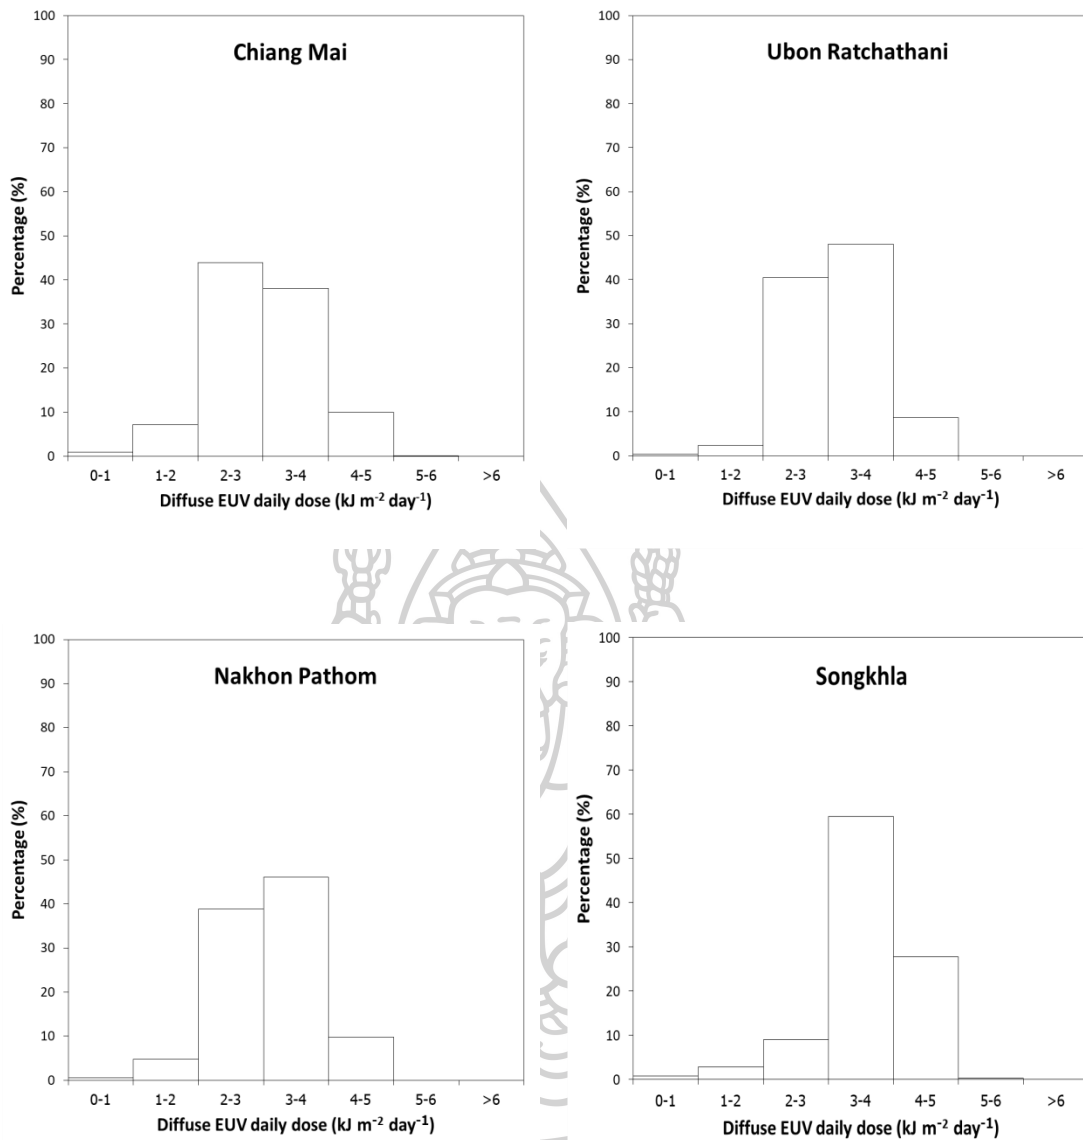 Chiang Mai
Percentage (%)
100
90
80
70
60
50
40
30
20
10
0
0-1 1-2 2-3 3-4 4-5 5-6 >6
Diffuse EUV daily dose (kJ m⁻² day⁻¹)
Ubon Ratchathani
Percentage (%)
100
90
80
70
60
50
40
30
20
10
0
0-1 1-2 2-3 3-4 4-5 5-6 >6
Diffuse EUV daily dose (kJ m⁻² day⁻¹)
Nakhon Pathom
Percentage (%)
100
90
80
70
60
50
40
30
20
10
0
0-1 1-2 2-3 3-4 4-5 5-6 >6
Diffuse EUV daily dose (kJ m⁻² day⁻¹)
Songkhla
Percentage (%)
100
90
80
70
60
50
40
30
20
10
0
0-1 1-2 2-3 3-4 4-5 5-6 >6
Diffuse EUV daily dose (kJ m⁻² day⁻¹)